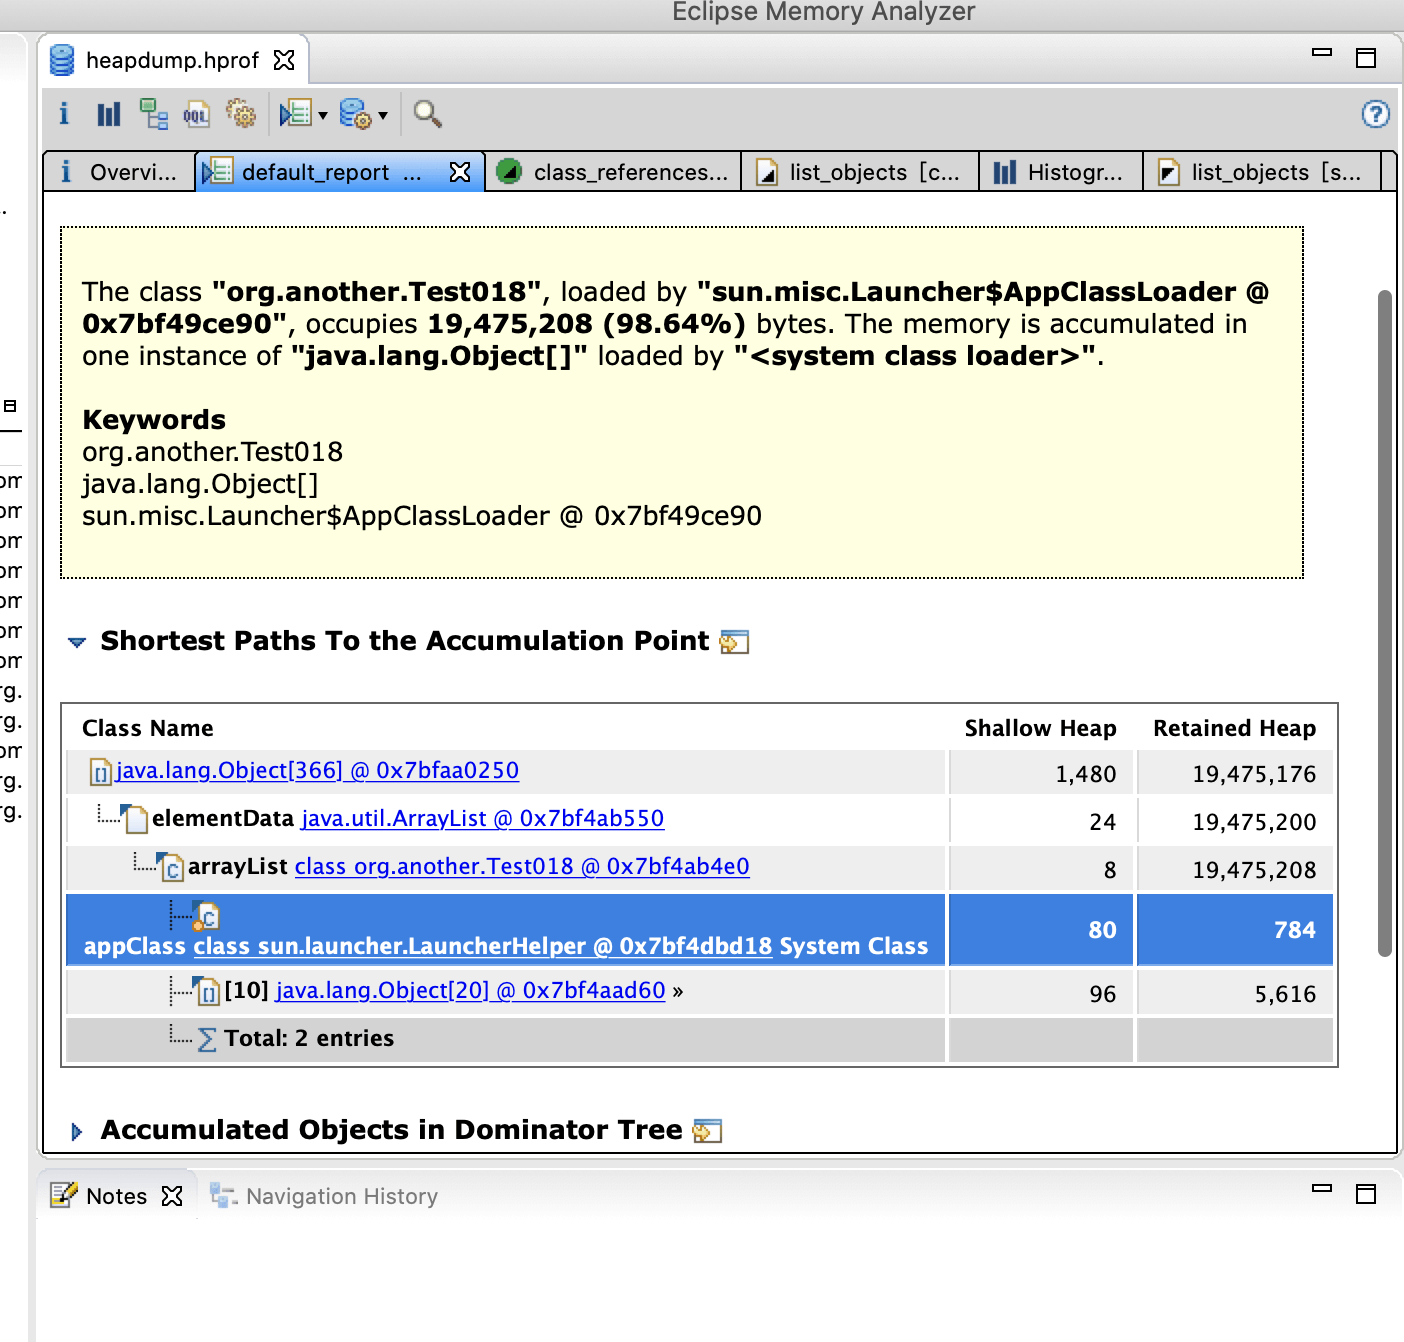 Eclipse Memory Analyzer
heapdump.hprof
i OQL ?
i Overvi... default_report ... class_references... list_objects [c... Histogr... list_objects [s...
The class "org.another.Test018", loaded by "sun.misc.Launcher$AppClassLoader @
0x7bf49ce90", occupies 19,475,208 (98.64%) bytes. The memory is accumulated in
one instance of "java.lang.Object[]" loaded by "<system class loader>".
Keywords
org.another.Test018
java.lang.Object[]
sun.misc.Launcher$AppClassLoader @ 0x7bf49ce90
Shortest Paths To the Accumulation Point
Class Name Shallow Heap Retained Heap
java.lang.Object[366] @ 0x7bfaa0250 1,480 19,475,176
elementData java.util.ArrayList @ 0x7bf4ab550 24 19,475,200
arrayList class org.another.Test018 @ 0x7bf4ab4e0 8 19,475,208
appClass class sun.launcher.LauncherHelper @ 0x7bf4dbd18 System Class 80 784
[10] java.lang.Object[20] @ 0x7bf4aad60 » 96 5,616
Total: 2 entries
Accumulated Objects in Dominator Tree
Notes Navigation History